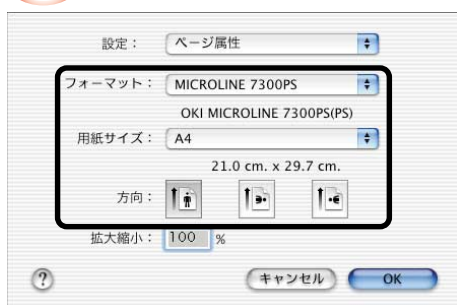 設定： ページ属性
フォーマット： MICROLINE 7300PS
OKI MICROLINE 7300PS(PS)
用紙サイズ： A4
21.0 cm. x 29.7 cm.
方向：
拡大縮小： 100 %
? キャンセル OK